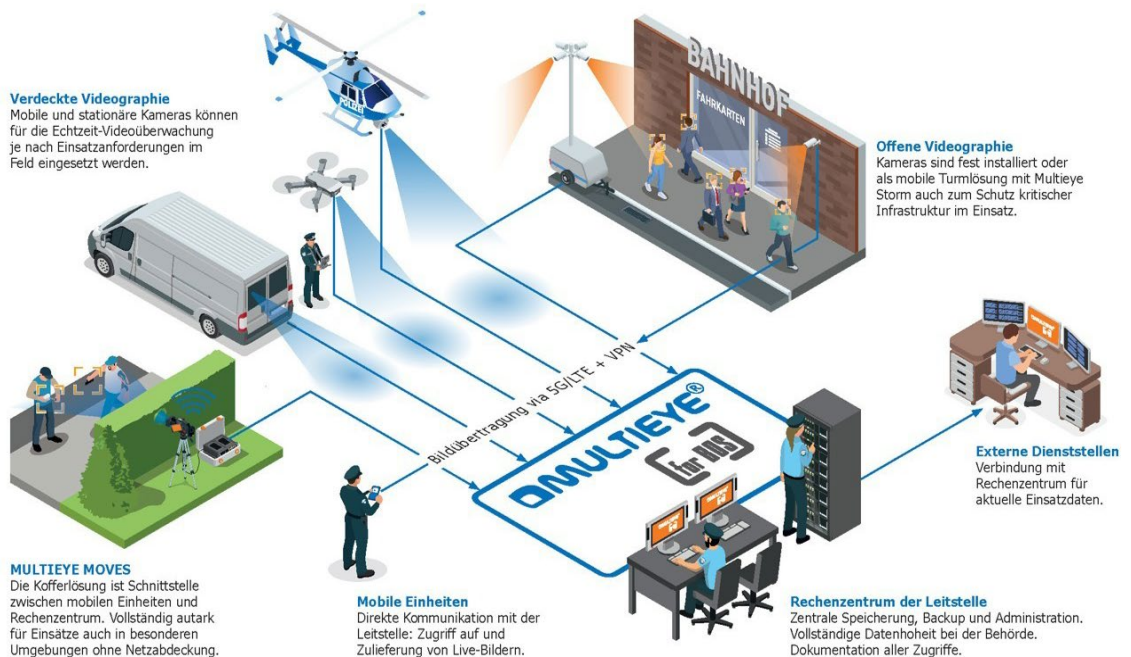 Verdeckte Videographie
Mobile und stationäre Kameras können
für die Echtzeit-Videoüberwachung
je nach Einsatzanforderungen im
Feld eingesetzt werden.
POLIZEI
BAHNHOF
FAHRKARTEN
Offene Videographie
Kameras sind fest installiert oder
als mobile Turmlösung mit Multieye
Storm auch zum Schutz kritischer
Infrastruktur im Einsatz.
Bildübertragung via 5G/LTE + VPN
MULTIEYE®
for BOS
Externe Dienststellen
Verbindung mit
Rechenzentrum für
aktuelle Einsatzdaten.
MULTIEYE MOVES
Die Kofferlösung ist Schnittstelle
zwischen mobilen Einheiten und
Rechenzentrum. Vollständig autark
für Einsätze auch in besonderen
Umgebungen ohne Netzabdeckung.
Mobile Einheiten
Direkte Kommunikation mit der
Leitstelle: Zugriff auf und
Zulieferung von Live-Bildern.
Rechenzentrum der Leitstelle
Zentrale Speicherung, Backup und Administration.
Vollständige Datenhoheit bei der Behörde.
Dokumentation aller Zugriffe.